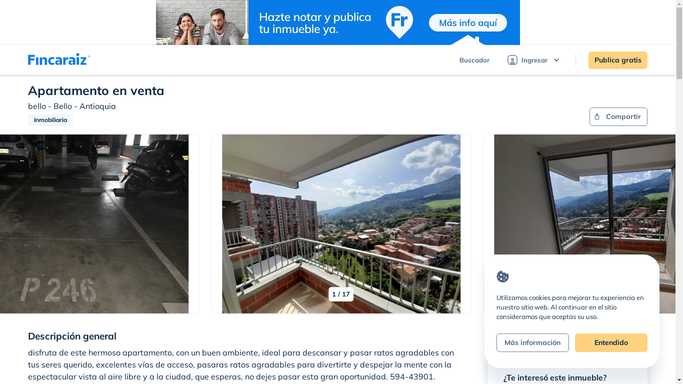 Hazte notar y publica
tu inmueble ya.
Fr
Más info aquí
Fincaraiz
Buscador
Ingresar
Publica gratis
Apartamento en venta
bello - Bello - Antioquia
Inmobiliaria
Compartir
P 246
1 / 17
Utilizamos cookies para mejorar tu experiencia en
nuestro sitio web. Al continuar en el sitio
consideramos que aceptas su uso.
Más información
Entendido
Descripción general
disfruta de este hermoso apartamento, con un buen ambiente, ideal para descansar y pasar ratos agradables con
tus seres querido, excelentes vías de acceso, pasaras ratos agradables para divertirte y despejar la mente con la
espectacular vista al aire libre y a la ciudad, que esperas, no dejes pasar esta gran oportunidad. 594-43901.
¿Te interesó este inmueble?